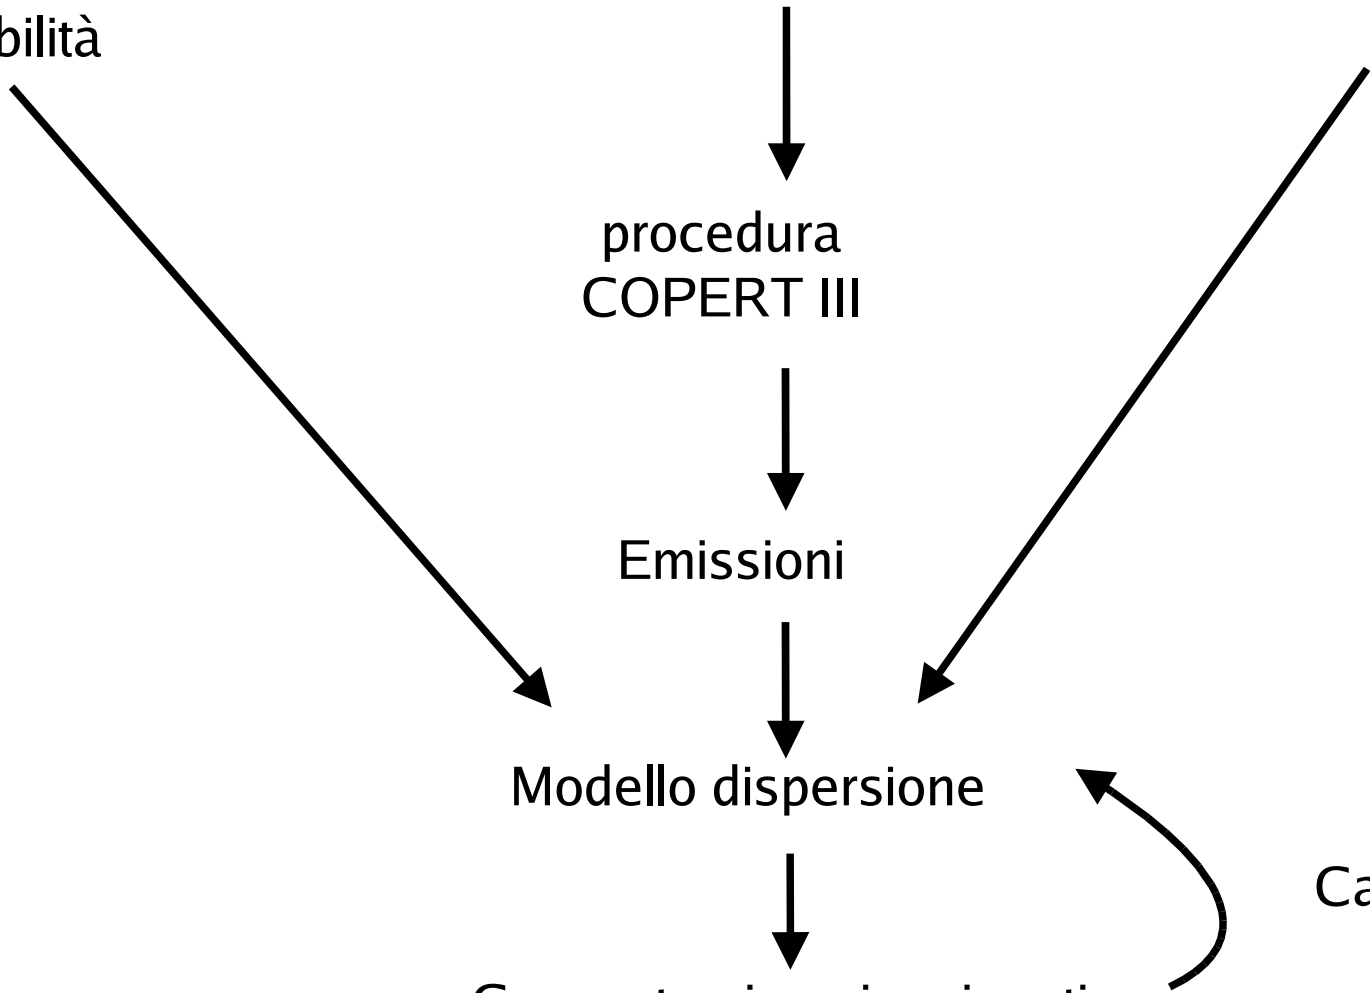 bilità
procedura
COPERT III
Emissioni
Modello dispersione
Ca